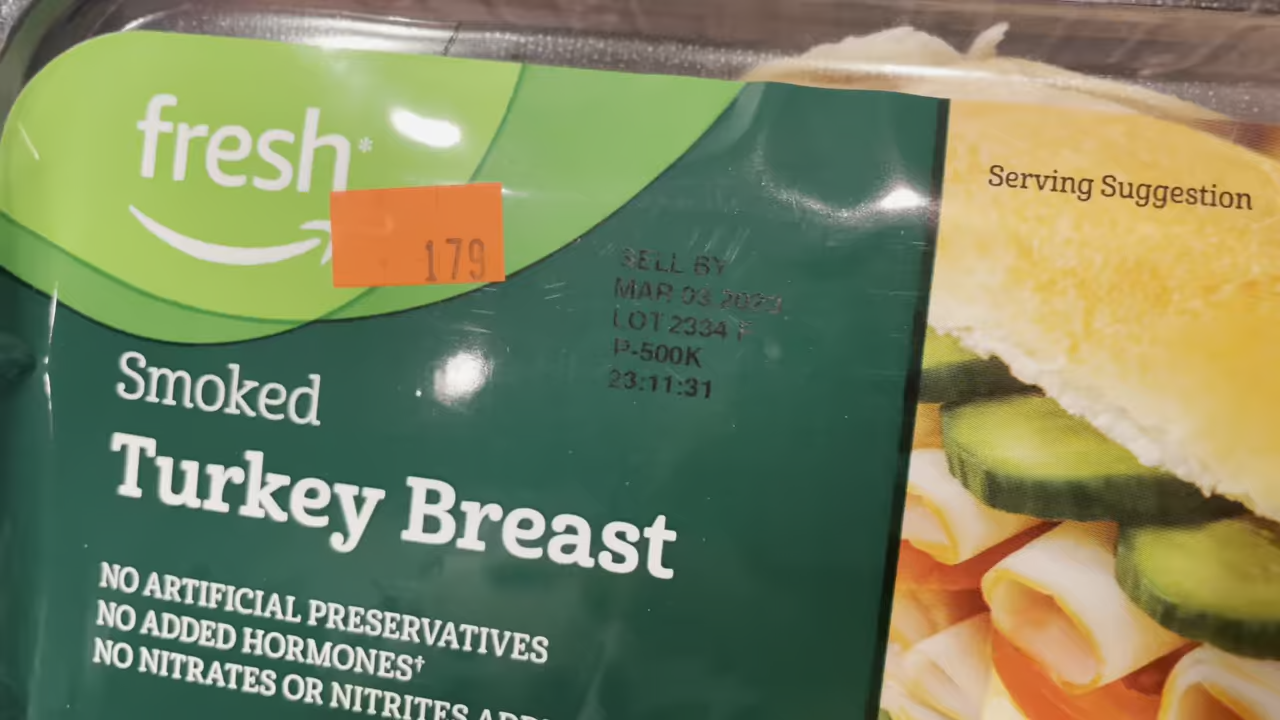 fresh*
179
Serving Suggestion
SELL BY
MAR 03 2023
LOT 2334 F
P-500K
23:11:31
Smoked
Turkey Breast
NO ARTIFICIAL PRESERVATIVES
NO ADDED HORMONES†
NO NITRATES OR NITRITES